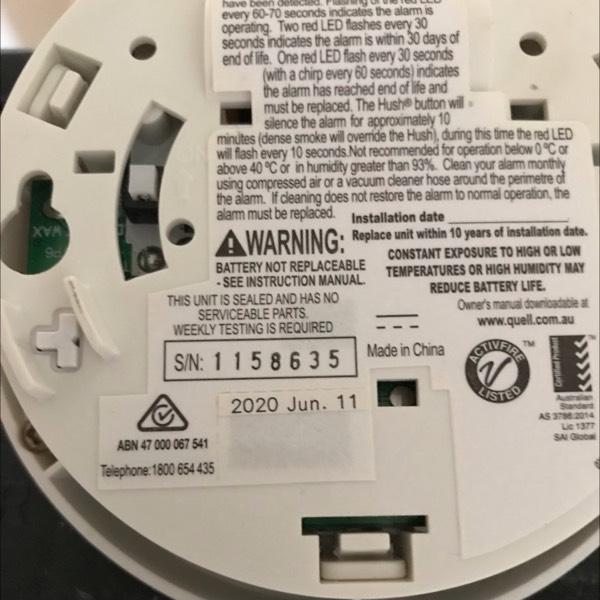 have been detected. Flashing of the red LED
every 60-70 seconds indicates the alarm is
operating. Two red LED flashes every 30
seconds indicates the alarm is within 30 days of
end of life. One red LED flash every 30 seconds
(with a chirp every 60 seconds) indicates
the alarm has reached end of life and
must be replaced. The Hush® button will
silence the alarm for approximately 10
minutes (dense smoke will override the Hush), during this time the red LED
will flash every 10 seconds.Not recommended for operation below 0 °C or
above 40 °C or in humidity greater than 93%. Clean your alarm monthly
using compressed air or a vacuum cleaner hose around the perimetre of
the alarm. If cleaning does not restore the alarm to normal operation, the
alarm must be replaced.
Installation date
Replace unit within 10 years of installation date.
WARNING:
BATTERY NOT REPLACEABLE
- SEE INSTRUCTION MANUAL.
CONSTANT EXPOSURE TO HIGH OR LOW
TEMPERATURES OR HIGH HUMIDITY MAY
REDUCE BATTERY LIFE.
THIS UNIT IS SEALED AND HAS NO
SERVICEABLE PARTS.
WEEKLY TESTING IS REQUIRED
Owner's manual downloadable at
www.quell.com.au
S/N: 1158635
Made in China
ACTIVFIRE
LISTED
TM
Certified Product
TM
Australian
Standard
AS 3786:2014
Lic 1377
SAI Global
2020 Jun. 11
ABN 47 000 067 541
Telephone:1800 654 435
WAX